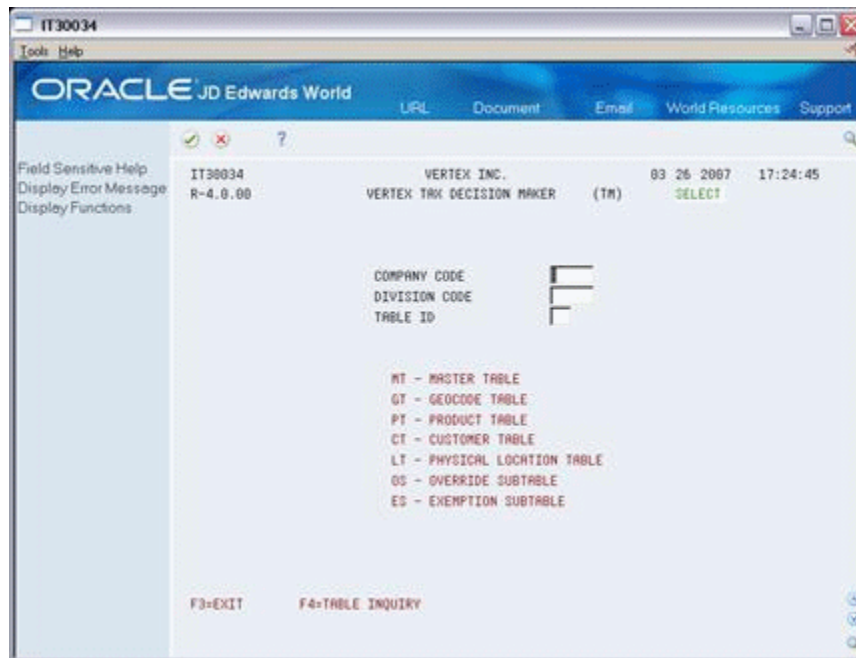 IT30034
Tools Help
ORACLE JD Edwards World
URL Document Email World Resources Support
?
Field Sensitive Help
Display Error Message
Display Functions
IT30034 VERTEX INC. 03 26 2007 17:24:45
R-4.0.00 VERTEX TAX DECISION MAKER (TM) SELECT
COMPANY CODE
DIVISION CODE
TABLE ID
MT - MASTER TABLE
GT - GEOCODE TABLE
PT - PRODUCT TABLE
CT - CUSTOMER TABLE
LT - PHYSICAL LOCATION TABLE
OS - OVERRIDE SUBTABLE
ES - EXEMPTION SUBTABLE
F3=EXIT F4=TABLE INQUIRY